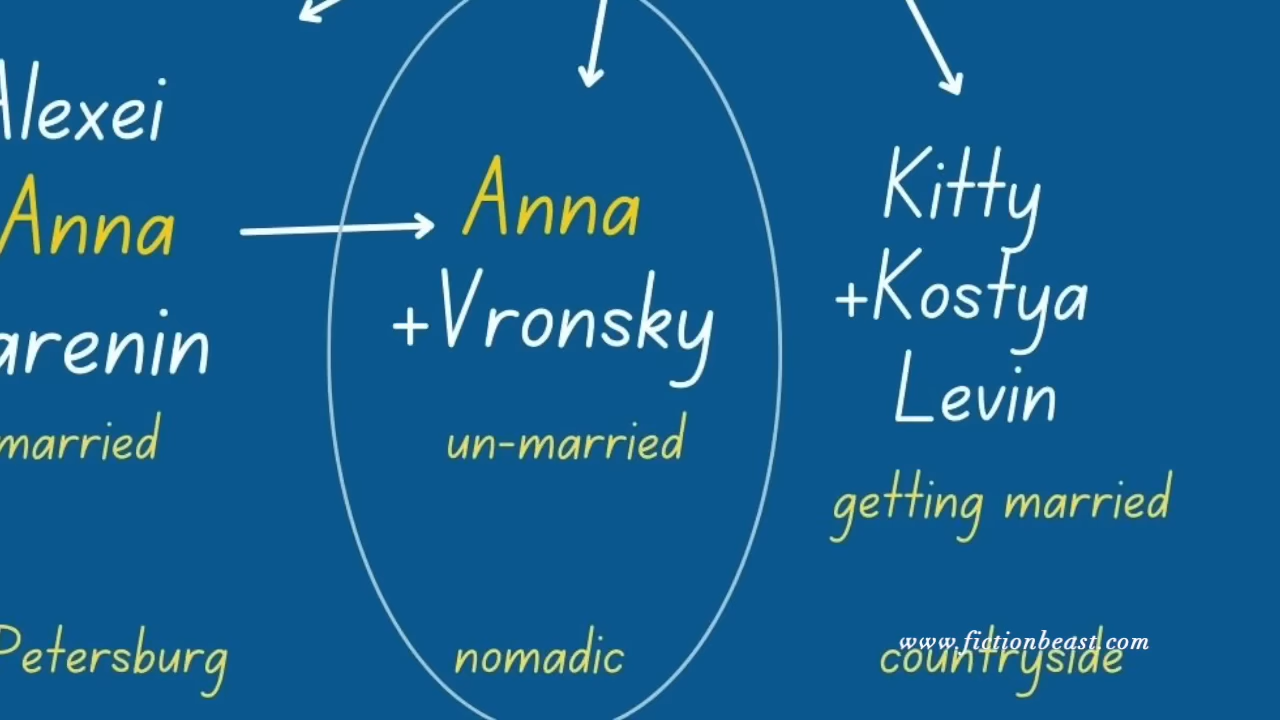 Alexei
Anna
arenin
married
Petersburg
Anna
+Vronsky
un-married
nomadic
Kitty
+Kostya
Levin
getting married
countryside
www.fictionbeast.com